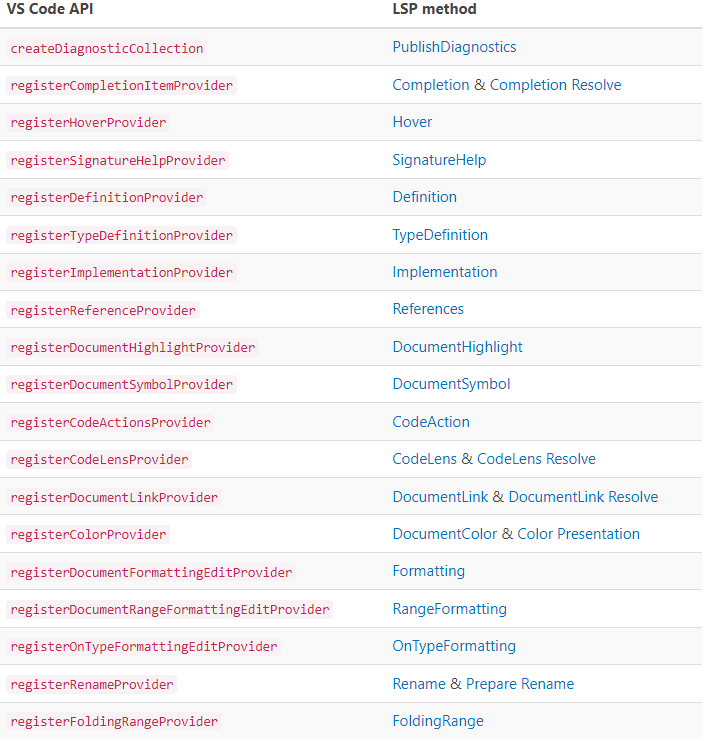 VS Code API LSP method
createDiagnosticCollection PublishDiagnostics
registerCompletionItemProvider Completion & Completion Resolve
registerHoverProvider Hover
registerSignatureHelpProvider SignatureHelp
registerDefinitionProvider Definition
registerTypeDefinitionProvider TypeDefinition
registerImplementationProvider Implementation
registerReferenceProvider References
registerDocumentHighlightProvider DocumentHighlight
registerDocumentSymbolProvider DocumentSymbol
registerCodeActionsProvider CodeAction
registerCodeLensProvider CodeLens & CodeLens Resolve
registerDocumentLinkProvider DocumentLink & DocumentLink Resolve
registerColorProvider DocumentColor & Color Presentation
registerDocumentFormattingEditProvider Formatting
registerDocumentRangeFormattingEditProvider RangeFormatting
registerOnTypeFormattingEditProvider OnTypeFormatting
registerRenameProvider Rename & Prepare Rename
registerFoldingRangeProvider FoldingRange